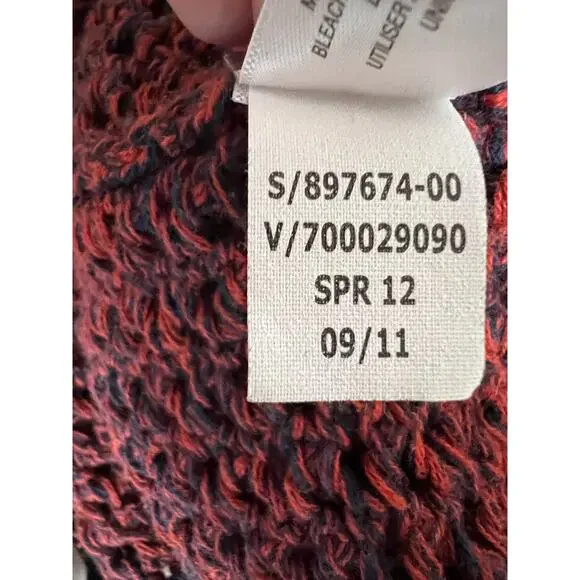 BLEACH
UTILISER
S/897674-00
V/700029090
SPR 12
09/11